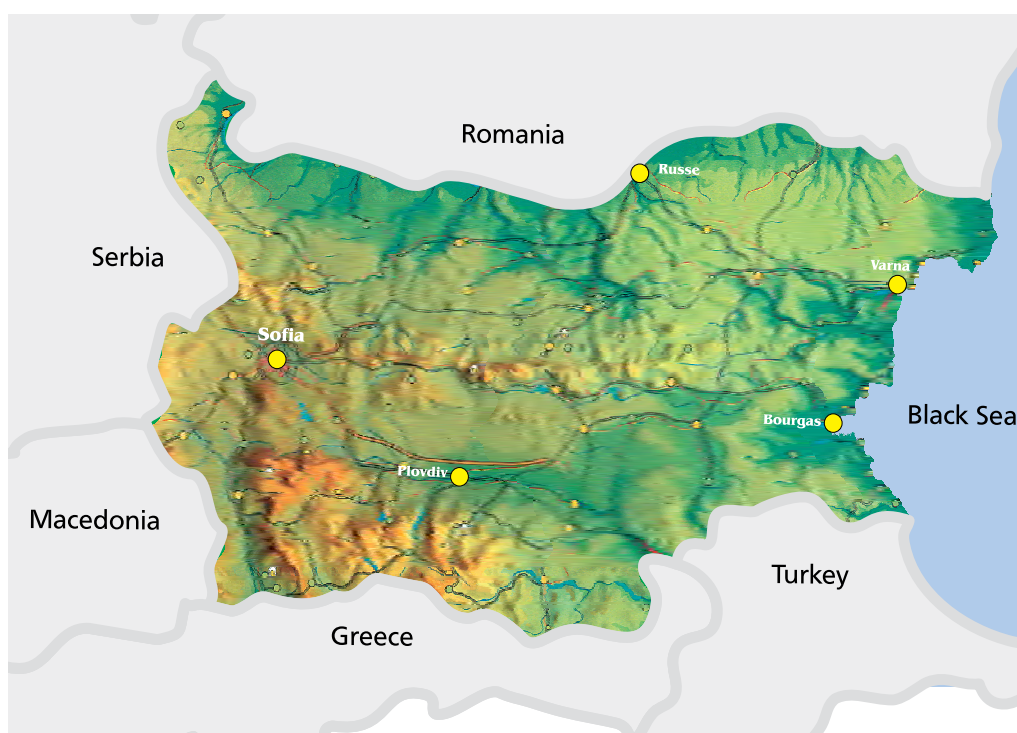 Romania
Russe
Serbia
Varna
Sofia
Black Sea
Bourgas
Plovdiv
Macedonia
Turkey
Greece